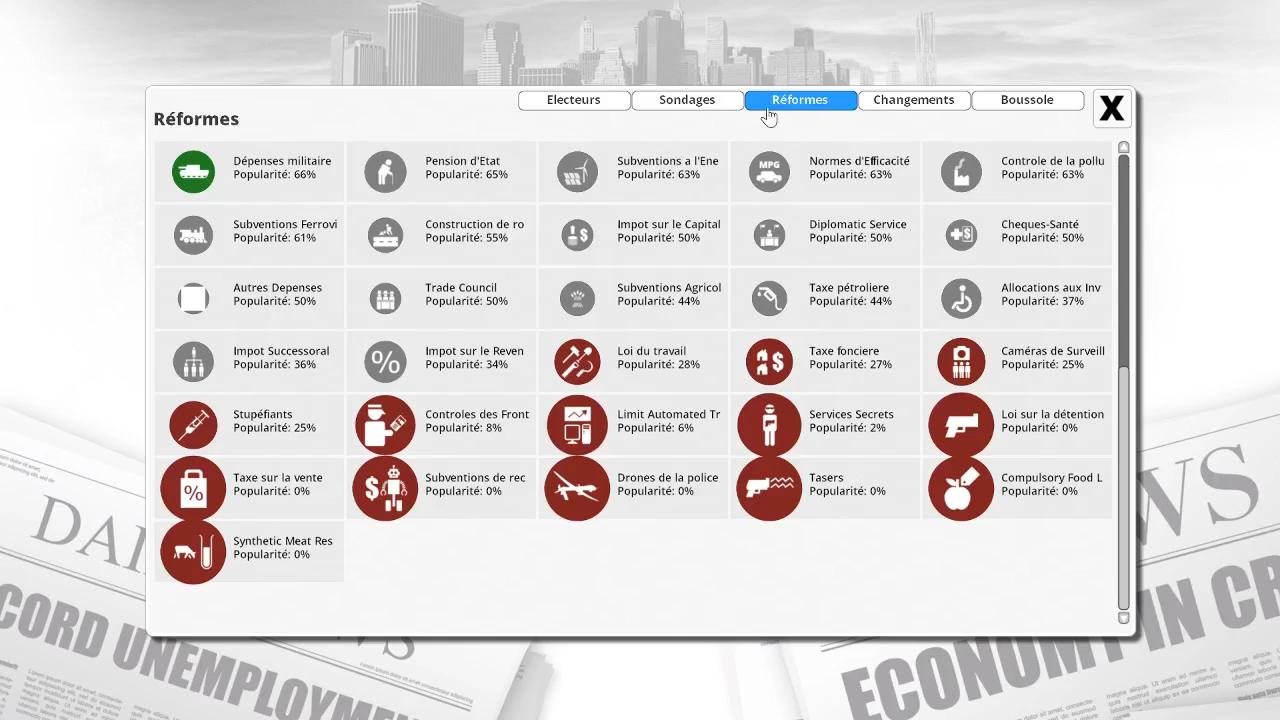 Electeurs
Sondages
Réformes
Changements
Boussole
X
Réformes
Dépenses militaire
Popularité: 66%
Pension d'Etat
Popularité: 65%
Subventions a l'Ene
Popularité: 63%
MPG
Normes d'Efficacité
Popularité: 63%
Controle de la pollu
Popularité: 63%
Subventions Ferrovi
Popularité: 61%
Construction de ro
Popularité: 55%
Impot sur le Capital
Popularité: 50%
Diplomatic Service
Popularité: 50%
Cheques-Santé
Popularité: 50%
Autres Depenses
Popularité: 50%
Trade Council
Popularité: 50%
Subventions Agricol
Popularité: 44%
Taxe pétroliere
Popularité: 44%
Allocations aux Inv
Popularité: 37%
Impot Successoral
Popularité: 36%
%
Impot sur le Reven
Popularité: 34%
Loi du travail
Popularité: 28%
Taxe fonciere
Popularité: 27%
Caméras de Surveill
Popularité: 25%
Stupéfiants
Popularité: 25%
Controles des Front
Popularité: 8%
Limit Automated Tr
Popularité: 6%
Services Secrets
Popularité: 2%
Loi sur la détention
Popularité: 0%
%
Taxe sur la vente
Popularité: 0%
Subventions de rec
Popularité: 0%
Drones de la police
Popularité: 0%
Tasers
Popularité: 0%
Compulsory Food L
Popularité: 0%
Synthetic Meat Res
Popularité: 0%
DAI
WS
CORD UNEMPLOYME
NEWS
ECONOMY IN CR